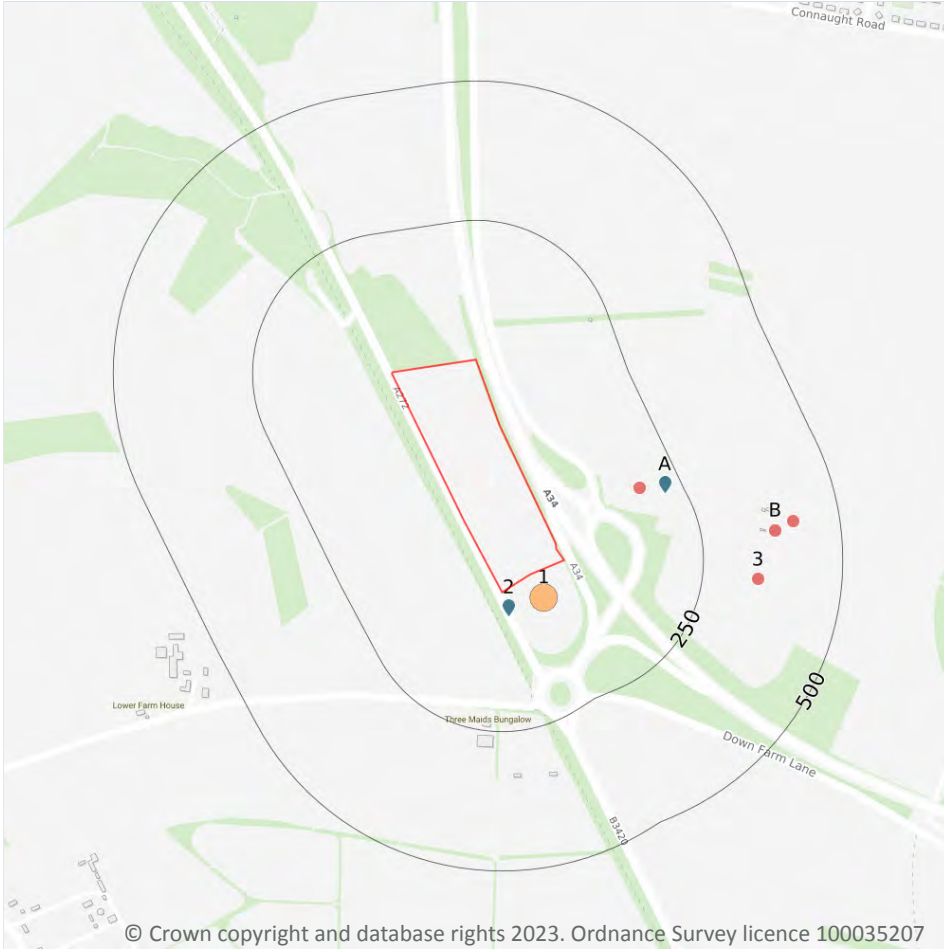 Connaught Road
A272
A
A34
B
3
1
A34
2
250
500
Lower Farm House
Three Maids Bungalow
Down Farm Lane
B3420
© Crown copyright and database rights 2023. Ordnance Survey licence 100035207